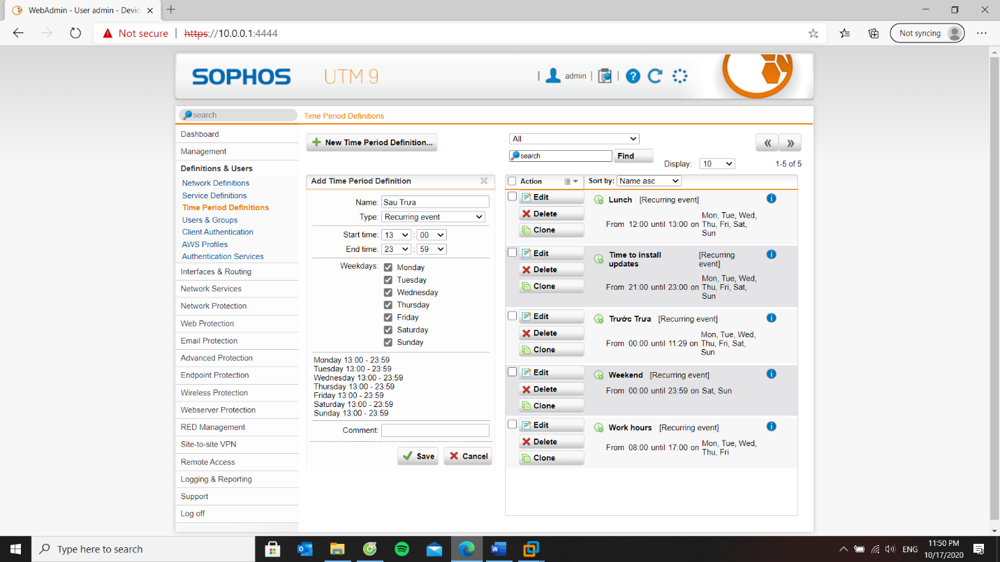 WebAdmin - User admin - Devic
Not secure
https://10.0.0.1:4444
Not syncing
SOPHOS
UTM 9
admin
search
Time Period Definitions
Dashboard
Management
Definitions & Users
Network Definitions
Service Definitions
Time Period Definitions
Users & Groups
Client Authentication
AWS Profiles
Authentication Services
Interfaces & Routing
Network Services
Network Protection
Web Protection
Email Protection
Advanced Protection
Endpoint Protection
Wireless Protection
Webserver Protection
RED Management
Site-to-site VPN
Remote Access
Logging & Reporting
Support
Log off
New Time Period Definition...
All
search
Find
Display: 10
1-5 of 5
Add Time Period Definition
Name: Sau Trưa
Type: Recurring event
Start time: 13 : 00
End time: 23 : 59
Weekdays: Monday
Tuesday
Wednesday
Thursday
Friday
Saturday
Sunday
Monday 13:00 - 23:59
Tuesday 13:00 - 23:59
Wednesday 13:00 - 23:59
Thursday 13:00 - 23:59
Friday 13:00 - 23:59
Saturday 13:00 - 23:59
Sunday 13:00 - 23:59
Comment:
Save
Cancel
Action
Sort by: Name asc
Edit
Delete
Clone
Lunch [Recurring event]
From 12:00 until 13:00 on Mon, Tue, Wed,
Thu, Fri, Sat,
Sun
Edit
Delete
Clone
Time to install
updates
[Recurring
event]
From 21:00 until 23:00 on Mon, Tue, Wed,
Thu, Fri, Sat,
Sun
Edit
Delete
Clone
Trước Trưa [Recurring event]
From 00:00 until 11:29 on Mon, Tue, Wed,
Thu, Fri, Sat,
Sun
Edit
Delete
Clone
Weekend [Recurring event]
From 00:00 until 23:59 on Sat, Sun
Edit
Delete
Clone
Work hours [Recurring event]
From 08:00 until 17:00 on Mon, Tue, Wed,
Thu, Fri
Type here to search
ENG
11:50 PM
10/17/2020